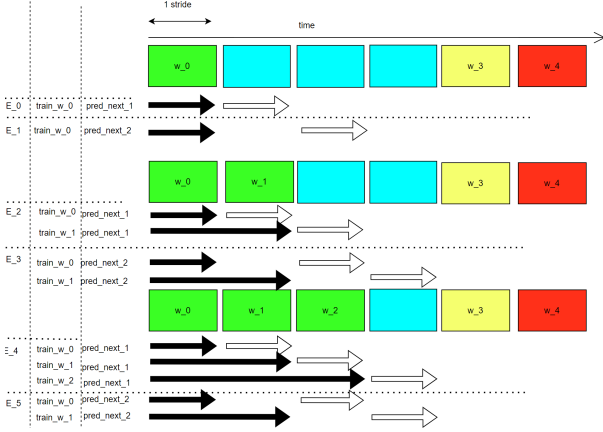 1 stride
time
w_0 w_3 w_4
E_0 train_w_0 pred_next_1
E_1 train_w_0 pred_next_2
w_0 w_1 w_3 w_4
E_2 train_w_0 pred_next_1
train_w_1 pred_next_1
E_3 train_w_0 pred_next_2
train_w_1 pred_next_2
w_0 w_1 w_2 w_3 w_4
E_4 train_w_0 pred_next_1
train_w_1 pred_next_1
train_w_2 pred_next_1
E_5 train_w_0 pred_next_2
train_w_1 pred_next_2